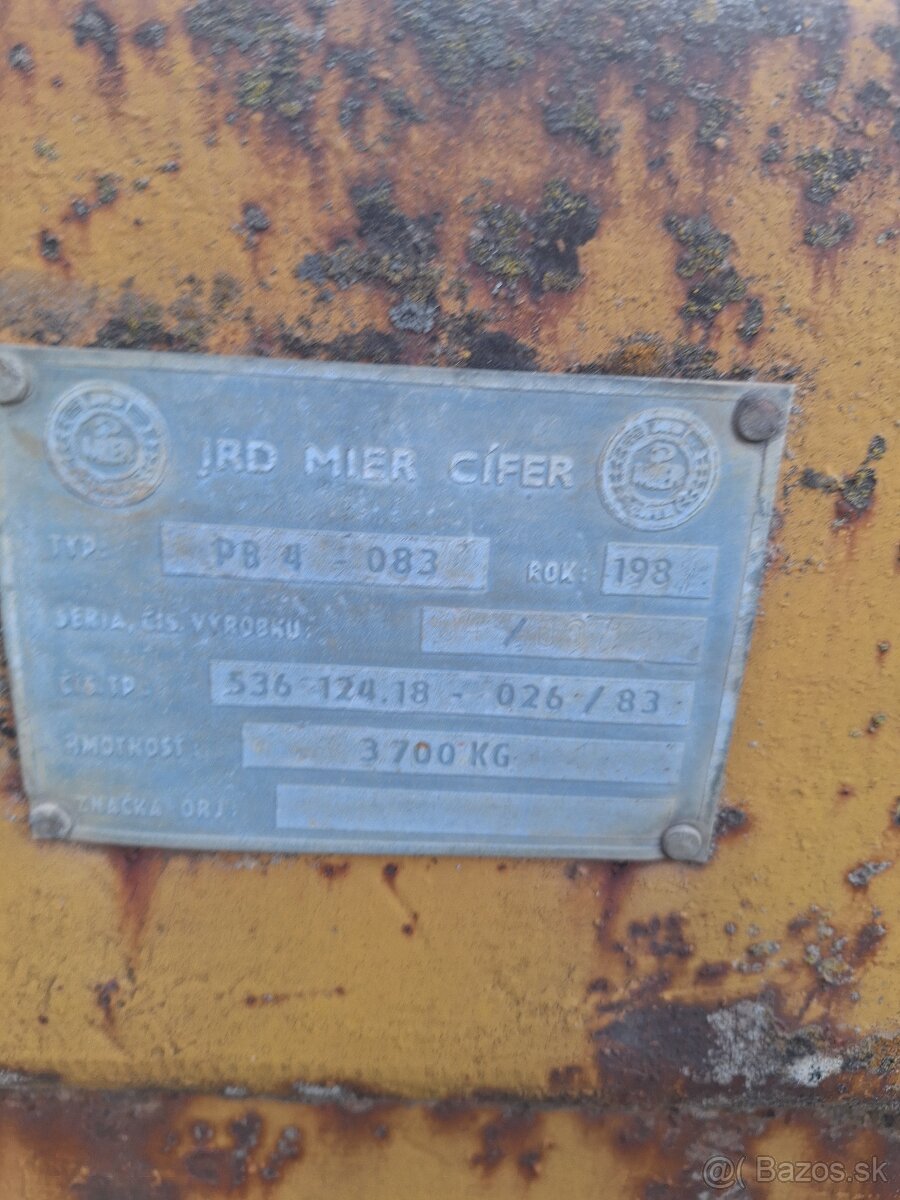 JRD MIER CÍFER
TYP: PB 4 - 083 ROK: 198
SERIA, ČÍS. VÝROBKU: /
ČÍS. TP: 536 124.18 - 026 / 83
HMOTNOSŤ: 3 700 KG
ZNAČKA ORJ:
@ Bazos.sk